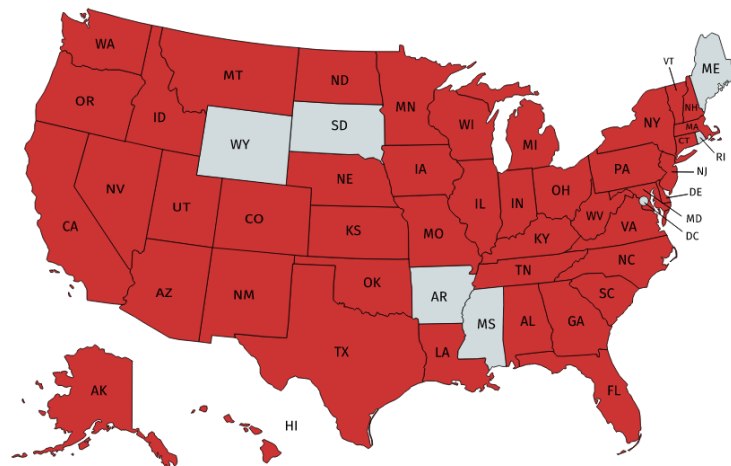 WA
MT
ND
MN
OR
ID
WY
SD
WI
MI
NY
VT
NH
ME
MA
CT
RI
NV
UT
CO
NE
IA
IL
IN
OH
PA
NJ
DE
MD
DC
CA
KS
MO
KY
WV
VA
AZ
NM
OK
AR
TN
NC
SC
TX
LA
MS
AL
GA
FL
AK
HI